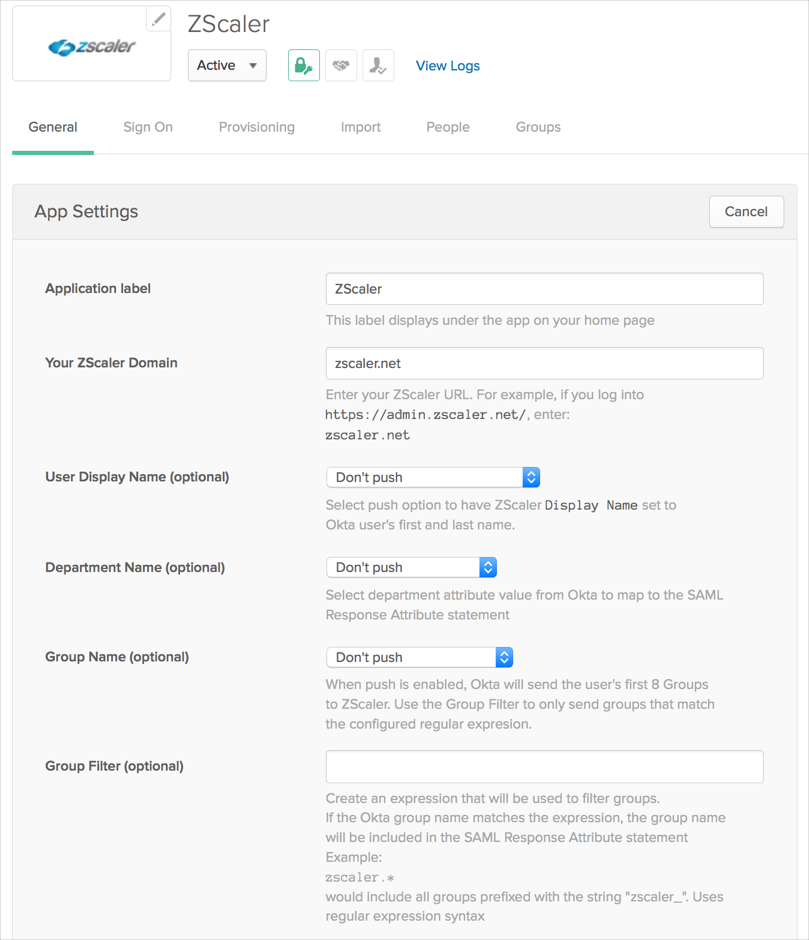 zscaler
ZScaler
Active
View Logs
General
Sign On
Provisioning
Import
People
Groups
App Settings
Cancel
Application label
ZScaler
This label displays under the app on your home page
Your ZScaler Domain
zscaler.net
Enter your ZScaler URL. For example, if you log into
https://admin.zscaler.net/, enter:
zscaler.net
User Display Name (optional)
Don't push
Select push option to have ZScaler Display Name set to
Okta user's first and last name.
Department Name (optional)
Don't push
Select department attribute value from Okta to map to the SAML
Response Attribute statement
Group Name (optional)
Don't push
When push is enabled, Okta will send the user's first 8 Groups
to ZScaler. Use the Group Filter to only send groups that match
the configured regular expresion.
Group Filter (optional)
Create an expression that will be used to filter groups.
If the Okta group name matches the expression, the group name
will be included in the SAML Response Attribute statement
Example:
zscaler.*
would include all groups prefixed with the string "zscaler_". Uses
regular expression syntax